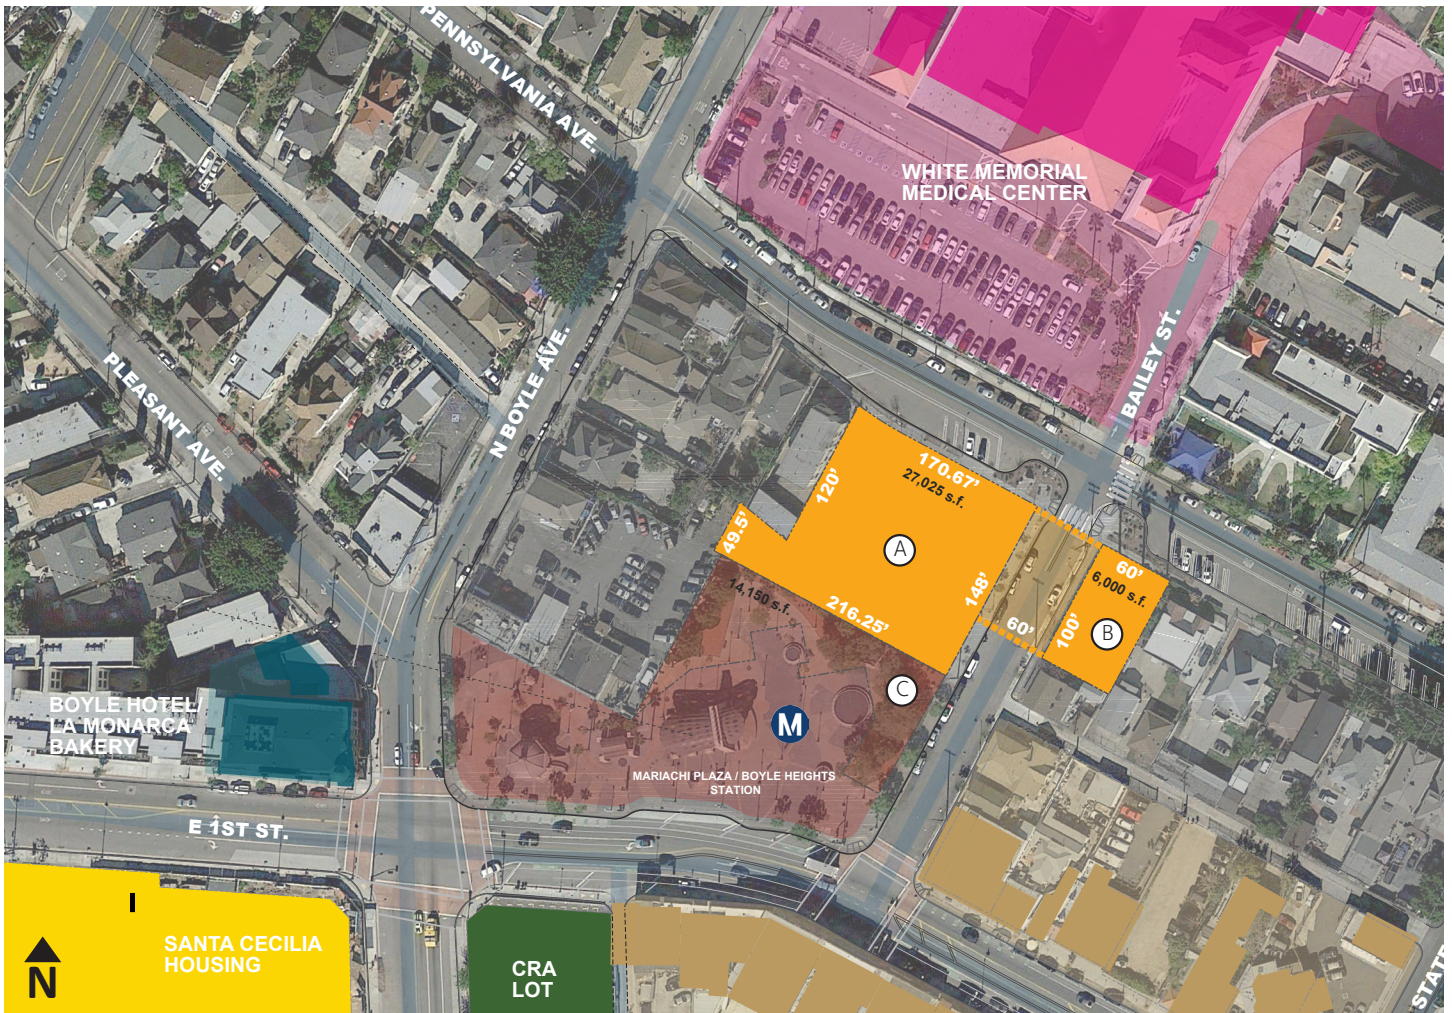 PENNSYLVANIA AVE.
WHITE MEMORIAL
MEDICAL CENTER
BAILEY ST.
PLEASANT AVE.
N BOYLE AVE.
170.67’
27,025 s.f.
120’
49.5’
A
148’
60’
6,000 s.f.
100’
B
60’
14,150 s.f.
216.25’
C
M
BOYLE HOTEL/
LA MONARCA
BAKERY
MARIACHI PLAZA / BOYLE HEIGHTS
STATION
E 1ST ST.
SANTA CECILIA
HOUSING
N
CRA
LOT
STATE